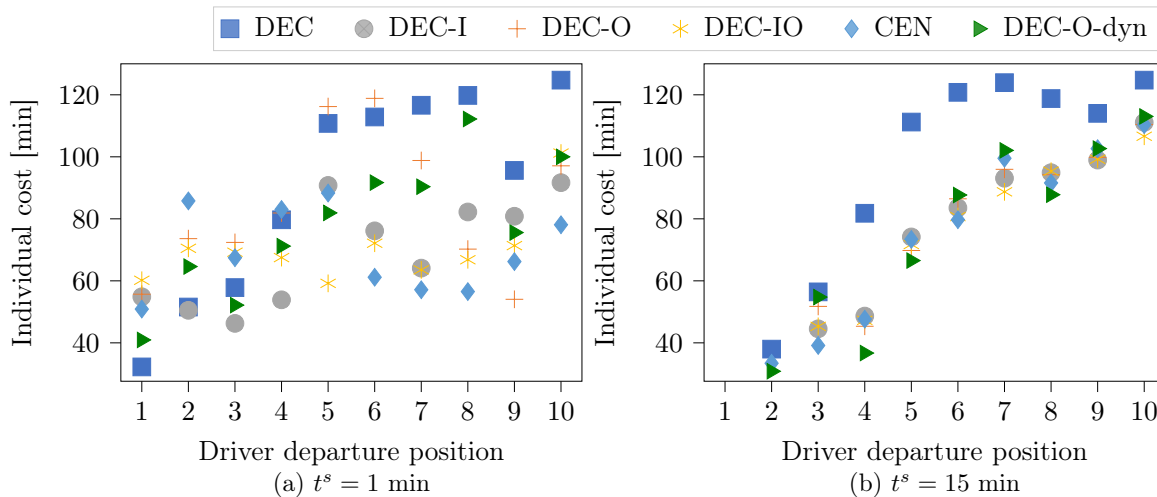 DEC DEC-I DEC-O DEC-IO CEN DEC-O-dyn
Individual cost [min]
120
100
80
60
40
1 2 3 4 5 6 7 8 9 10
Driver departure position
(a) t^s = 1 min
Individual cost [min]
120
100
80
60
40
1 2 3 4 5 6 7 8 9 10
Driver departure position
(b) t^s = 15 min